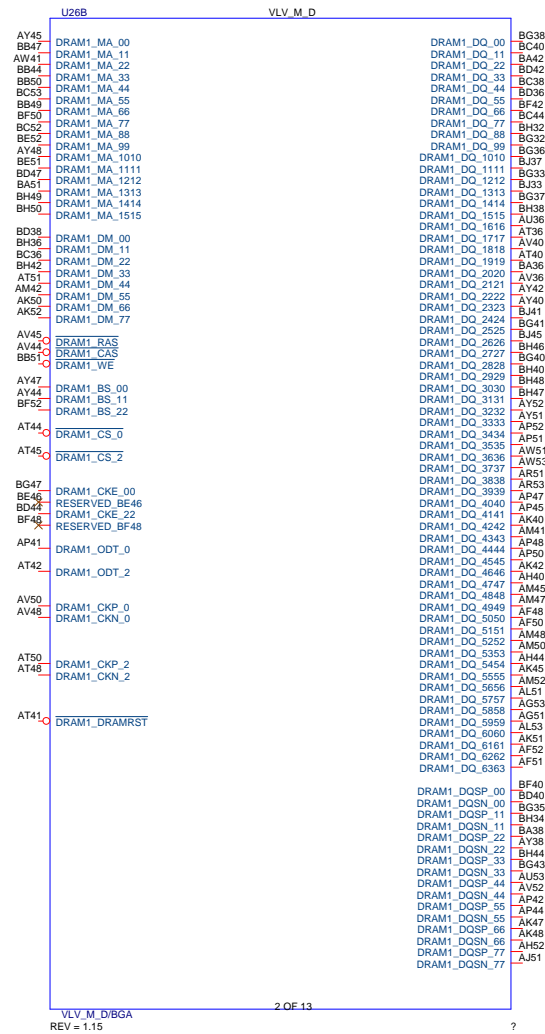 U26B
VLV_M_D
AY45 DRAM1_MA_00
BB47 DRAM1_MA_11
AW41 DRAM1_MA_22
BB44 DRAM1_MA_33
BB50 DRAM1_MA_44
BC53 DRAM1_MA_55
BB49 DRAM1_MA_66
BF50 DRAM1_MA_77
BC52 DRAM1_MA_88
BE52 DRAM1_MA_99
AY48 DRAM1_MA_1010
BE51 DRAM1_MA_1111
BD47 DRAM1_MA_1212
BA51 DRAM1_MA_1313
BH49 DRAM1_MA_1414
BH50 DRAM1_MA_1515
BD38 DRAM1_DM_00
BH36 DRAM1_DM_11
BC36 DRAM1_DM_22
BH42 DRAM1_DM_33
AT51 DRAM1_DM_44
AM42 DRAM1_DM_55
AK50 DRAM1_DM_66
AK52 DRAM1_DM_77
AV45 DRAM1_RAS
AV44 DRAM1_CAS
BB51 DRAM1_WE
AY47 DRAM1_BS_00
AY44 DRAM1_BS_11
BF52 DRAM1_BS_22
AT44 DRAM1_CS_0
AT45 DRAM1_CS_2
BG47 DRAM1_CKE_00
BE46 RESERVED_BE46
BD44 DRAM1_CKE_22
BF48 RESERVED_BF48
AP41 DRAM1_ODT_0
AT42 DRAM1_ODT_2
AV50 DRAM1_CKP_0
AV48 DRAM1_CKN_0
AT50 DRAM1_CKP_2
AT48 DRAM1_CKN_2
AT41 DRAM1_DRAMRST
DRAM1_DQ_00 BG38
DRAM1_DQ_11 BC40
DRAM1_DQ_22 BA42
DRAM1_DQ_33 BD42
DRAM1_DQ_44 BC38
DRAM1_DQ_55 BD36
DRAM1_DQ_66 BF42
DRAM1_DQ_77 BC44
DRAM1_DQ_88 BH32
DRAM1_DQ_99 BG32
DRAM1_DQ_1010 BG36
DRAM1_DQ_1111 BJ37
DRAM1_DQ_1212 BG33
DRAM1_DQ_1313 BJ33
DRAM1_DQ_1414 BG37
DRAM1_DQ_1515 BH38
DRAM1_DQ_1616 AU36
DRAM1_DQ_1717 AT36
DRAM1_DQ_1818 AV40
DRAM1_DQ_1919 AT40
DRAM1_DQ_2020 BA36
DRAM1_DQ_2121 AV36
DRAM1_DQ_2222 AY42
DRAM1_DQ_2323 AY40
DRAM1_DQ_2424 BJ41
DRAM1_DQ_2525 BG41
DRAM1_DQ_2626 BJ45
DRAM1_DQ_2727 BH46
DRAM1_DQ_2828 BG40
DRAM1_DQ_2929 BH40
DRAM1_DQ_3030 BH48
DRAM1_DQ_3131 BH47
DRAM1_DQ_3232 AY52
DRAM1_DQ_3333 AY51
DRAM1_DQ_3434 AP52
DRAM1_DQ_3535 AP51
DRAM1_DQ_3636 AW51
DRAM1_DQ_3737 AW53
DRAM1_DQ_3838 AR51
DRAM1_DQ_3939 AR53
DRAM1_DQ_4040 AP47
DRAM1_DQ_4141 AP45
DRAM1_DQ_4242 AK40
DRAM1_DQ_4343 AM41
DRAM1_DQ_4444 AP48
DRAM1_DQ_4545 AP50
DRAM1_DQ_4646 AK42
DRAM1_DQ_4747 AH40
DRAM1_DQ_4848 AM45
DRAM1_DQ_4949 AM47
DRAM1_DQ_5050 AF48
DRAM1_DQ_5151 AF50
DRAM1_DQ_5252 AM48
DRAM1_DQ_5353 AM50
DRAM1_DQ_5454 AH44
DRAM1_DQ_5555 AK45
DRAM1_DQ_5656 AM52
DRAM1_DQ_5757 AL51
DRAM1_DQ_5858 AG53
DRAM1_DQ_5959 AG51
DRAM1_DQ_6060 AL53
DRAM1_DQ_6161 AK51
DRAM1_DQ_6262 AF52
DRAM1_DQ_6363 AF51
DRAM1_DQSP_00 BF40
DRAM1_DQSN_00 BD40
DRAM1_DQSP_11 BG35
DRAM1_DQSN_11 BH34
DRAM1_DQSP_22 BA38
DRAM1_DQSN_22 AY38
DRAM1_DQSP_33 BH44
DRAM1_DQSN_33 BG43
DRAM1_DQSP_44 AU53
DRAM1_DQSN_44 AV52
DRAM1_DQSP_55 AP42
DRAM1_DQSN_55 AP44
DRAM1_DQSP_66 AK47
DRAM1_DQSN_66 AK48
DRAM1_DQSP_77 AH52
DRAM1_DQSN_77 AJ51
2 OF 13
VLV_M_D/BGA
REV = 1.15
?